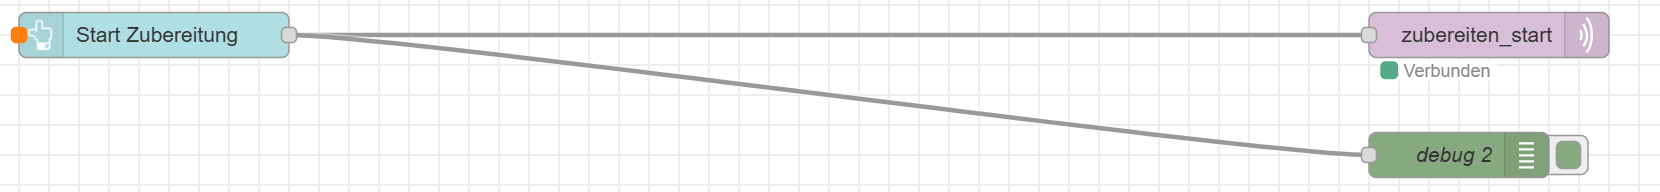 Start Zubereitung
zubereiten_start
Verbunden
debug 2